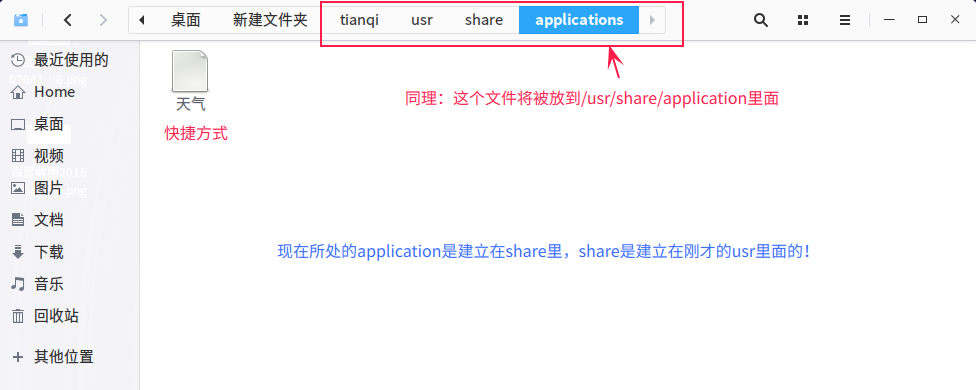 桌面 新建文件夹 tianqi usr share applications
最近使用的
07041m3.png
Home
桌面
视频
图片
文档
下载
音乐
回收站
其他位置
天气
快捷方式
同理：这个文件将被放到/usr/share/application里面
现在所处的application是建立在share里，share是建立在刚才的usr里面的！